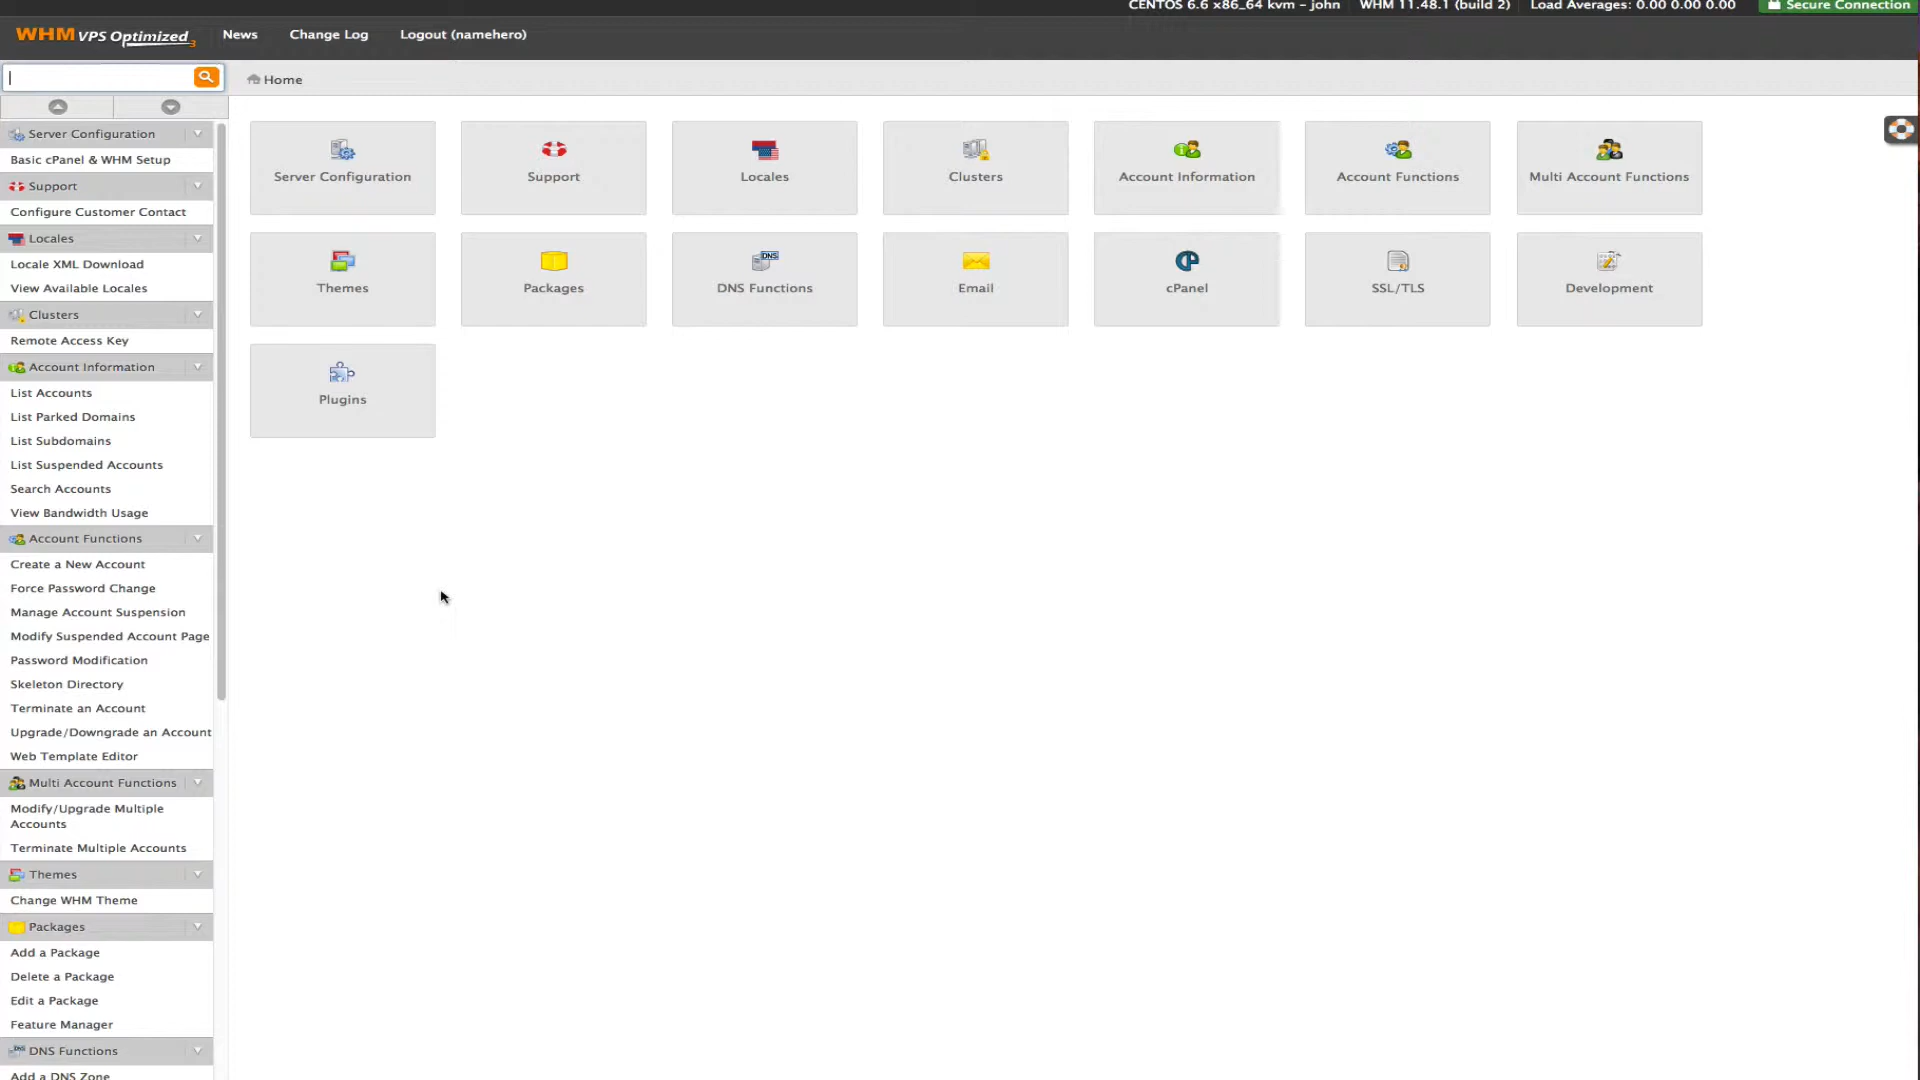 CENTOS 6.6 x86_64 kvm – john WHM 11.48.1 (build 2) Load Averages: 0.00 0.00 0.00 Secure Connection
WHM VPS Optimized 3 News Change Log Logout (namehero)
Home
Server Configuration
Basic cPanel & WHM Setup
Support
Configure Customer Contact
Locales
Locale XML Download
View Available Locales
Clusters
Remote Access Key
Account Information
List Accounts
List Parked Domains
List Subdomains
List Suspended Accounts
Search Accounts
View Bandwidth Usage
Account Functions
Create a New Account
Force Password Change
Manage Account Suspension
Modify Suspended Account Page
Password Modification
Skeleton Directory
Terminate an Account
Upgrade/Downgrade an Account
Web Template Editor
Multi Account Functions
Modify/Upgrade Multiple
Accounts
Terminate Multiple Accounts
Themes
Change WHM Theme
Packages
Add a Package
Delete a Package
Edit a Package
Feature Manager
DNS Functions
Add a DNS Zone
Server Configuration Support Locales Clusters Account Information Account Functions Multi Account Functions
DNS
Themes Packages DNS Functions Email cPanel SSL/TLS Development
Plugins